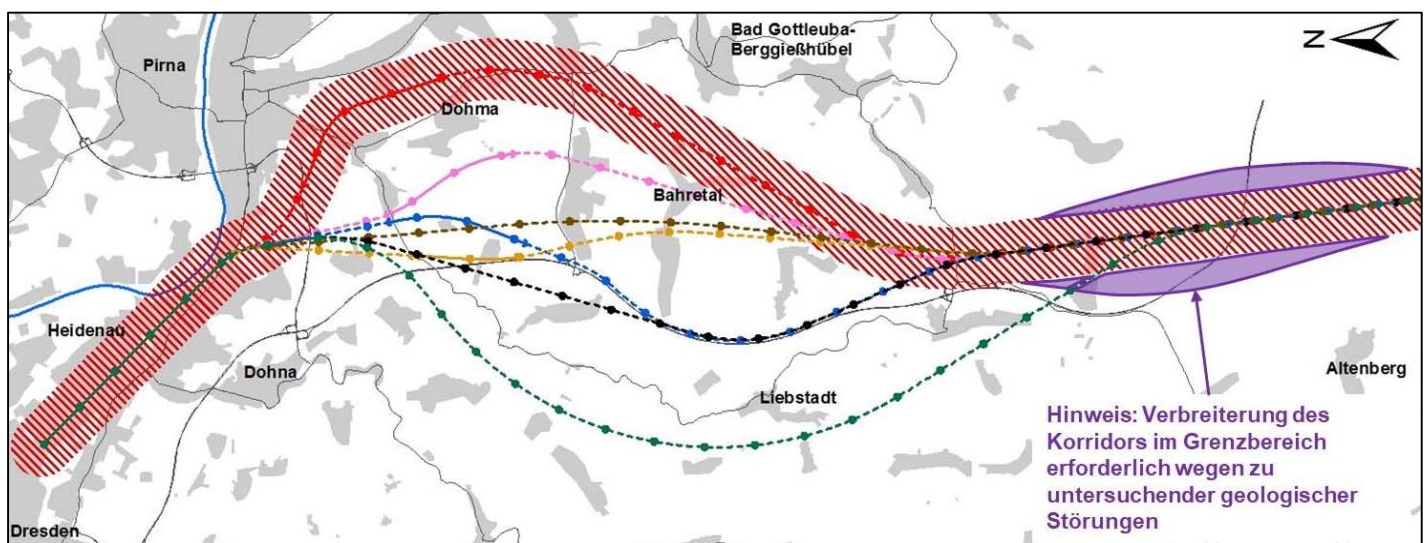 Bad Gottleuba-
Berggießhübel
N
Pirna
Dohma
Bahretal
Heidenau
Dohna
Liebstadt
Altenberg
Hinweis: Verbreiterung des
Korridors im Grenzbereich
erforderlich wegen zu
untersuchender geologischer
Störungen
Dresden